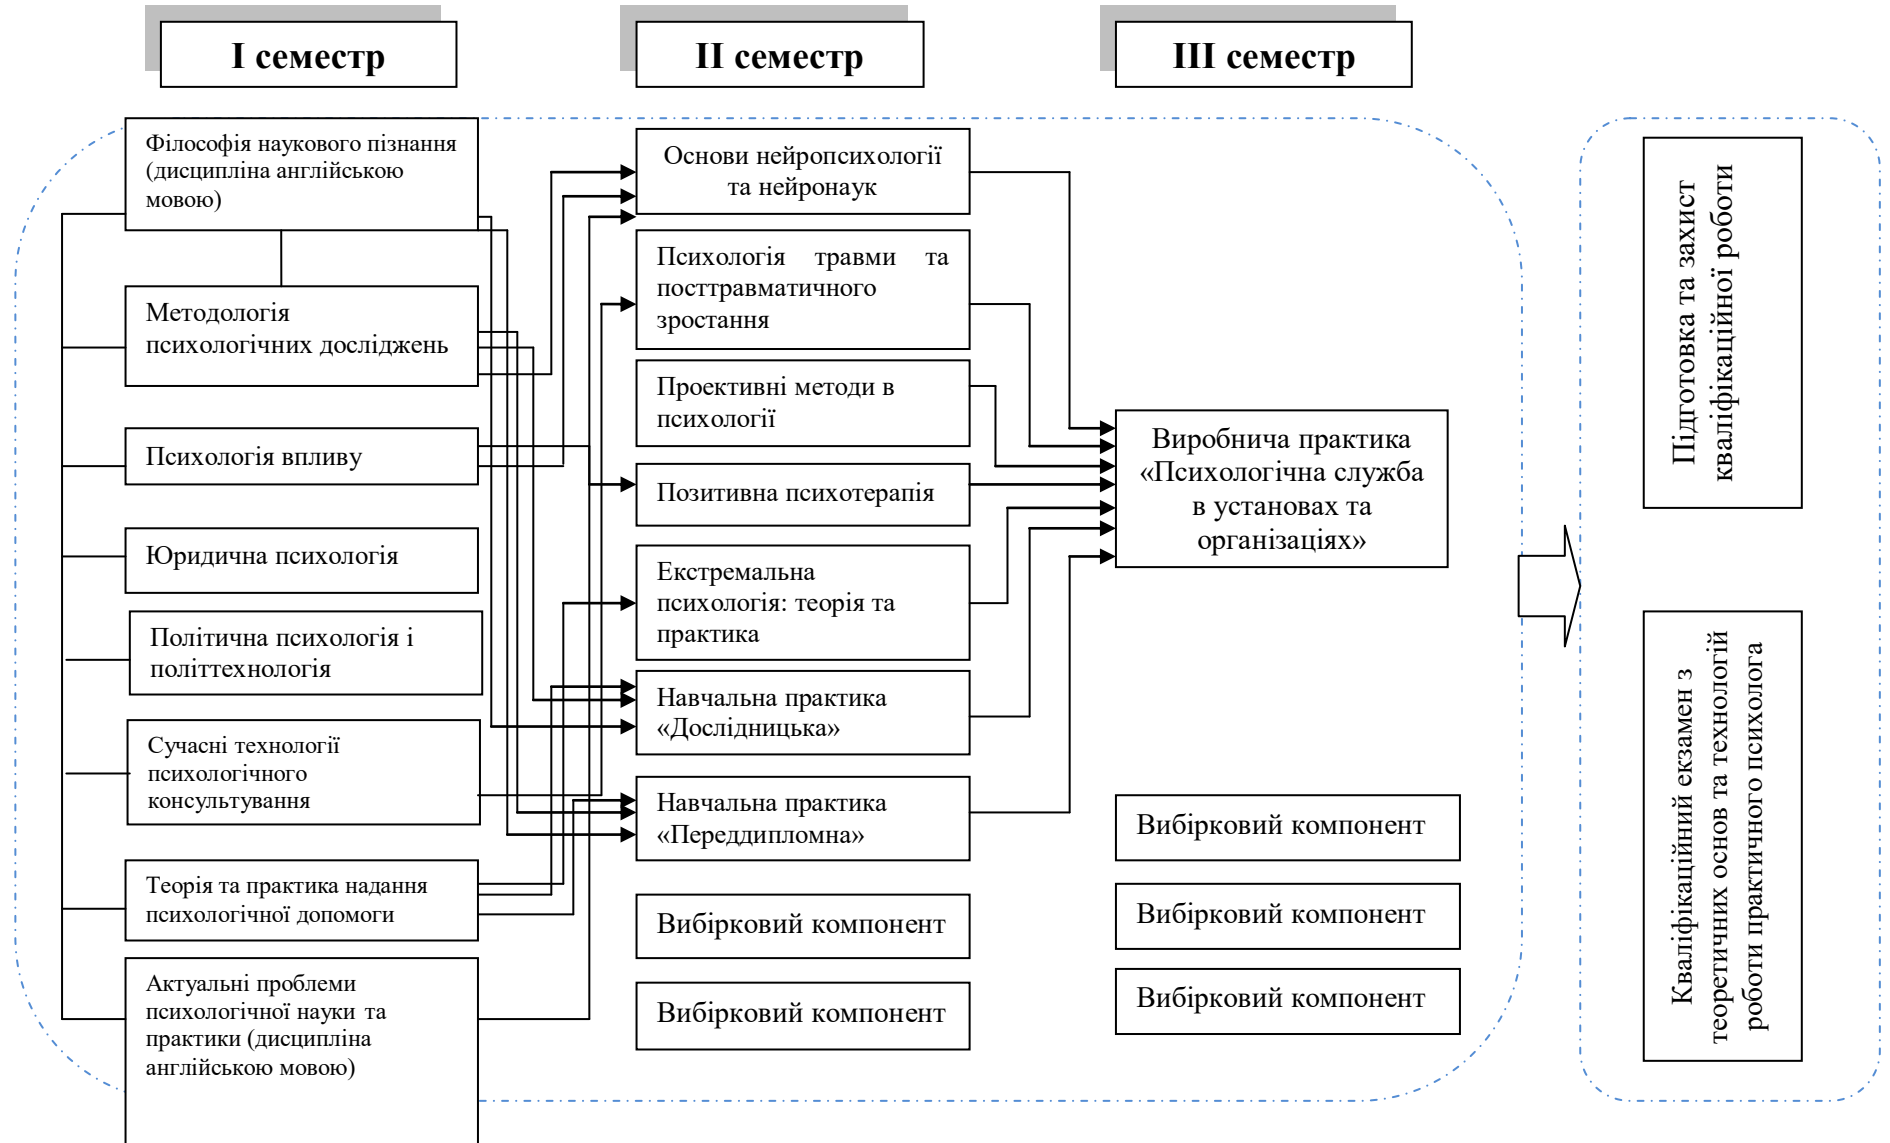 І семестр
ІІ семестр
ІІІ семестр
Філософія наукового пізнання
(дисципліна англійською
мовою)
Методологія
психологічних досліджень
Психологія впливу
Юридична психологія
Політична психологія і
політтехнологія
Сучасні технології
психологічного
консультування
Теорія та практика надання
психологічної допомоги
Актуальні проблеми
психологічної науки та
практики (дисципліна
англійською мовою)
Основи нейропсихології
та нейронаук
Психологія травми та
посттравматичного
зростання
Проективні методи в
психології
Позитивна психотерапія
Екстремальна
психологія: теорія та
практика
Навчальна практика
«Дослідницька»
Навчальна практика
«Переддипломна»
Вибірковий компонент
Вибірковий компонент
Виробнича практика
«Психологічна служба
в установах та
організаціях»
Вибірковий компонент
Вибірковий компонент
Вибірковий компонент
Підготовка та захист
кваліфікаційної роботи
Кваліфікаційний екзамен з
теоретичних основ та технологій
роботи практичного психолога